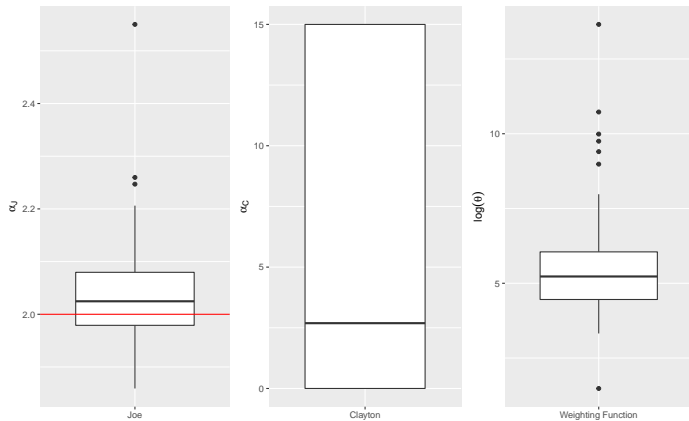 2.4
2.2
2.0
αJ
Joe
15
10
5
0
αC
Clayton
10
5
log(θ)
Weighting Function